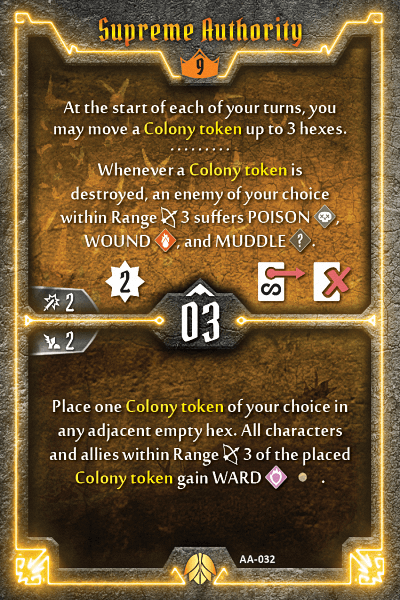 Supreme Authority
9
At the start of each of your turns, you
may move a Colony token up to 3 hexes.
Whenever a Colony token is
destroyed, an enemy of your choice
within Range 3 suffers POISON ,
WOUND , and MUDDLE ? .
2
S
2
03
2
Place one Colony token of your choice in
any adjacent empty hex. All characters
and allies within Range 3 of the placed
Colony token gain WARD .
AA-032